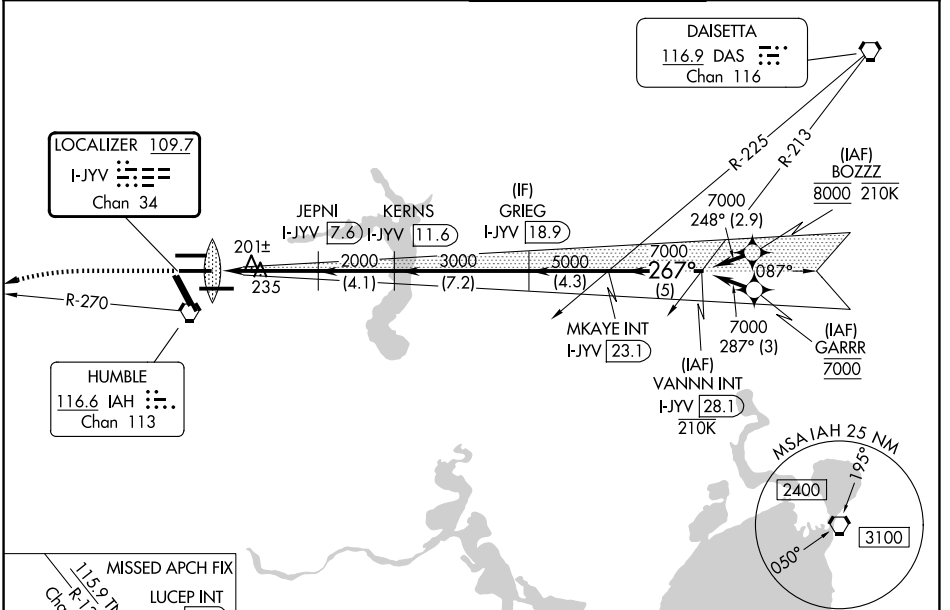 DAISETTA
116.9 DAS
Chan 116
LOCALIZER 109.7
I-JYV
Chan 34
R-225
R-213
(IAF)
BOZZZ
8000 210K
7000
248° (2.9)
(IF)
GRIEG
I-JYV 18.9
JEPNI
I-JYV 7.6
KERNS
I-JYV 11.6
201±
235
2000
(4.1)
3000
(7.2)
5000
(4.3)
7000
267°
(5)
087°
R-270
MKAYE INT
I-JYV 23.1
7000
287° (3)
(IAF)
GARRR
7000
(IAF)
VANNN INT
I-JYV 28.1
210K
HUMBLE
116.6 IAH
Chan 113
MSA IAH 25 NM
195°
2400
3100
050°
MISSED APCH FIX
LUCEP INT
115.9